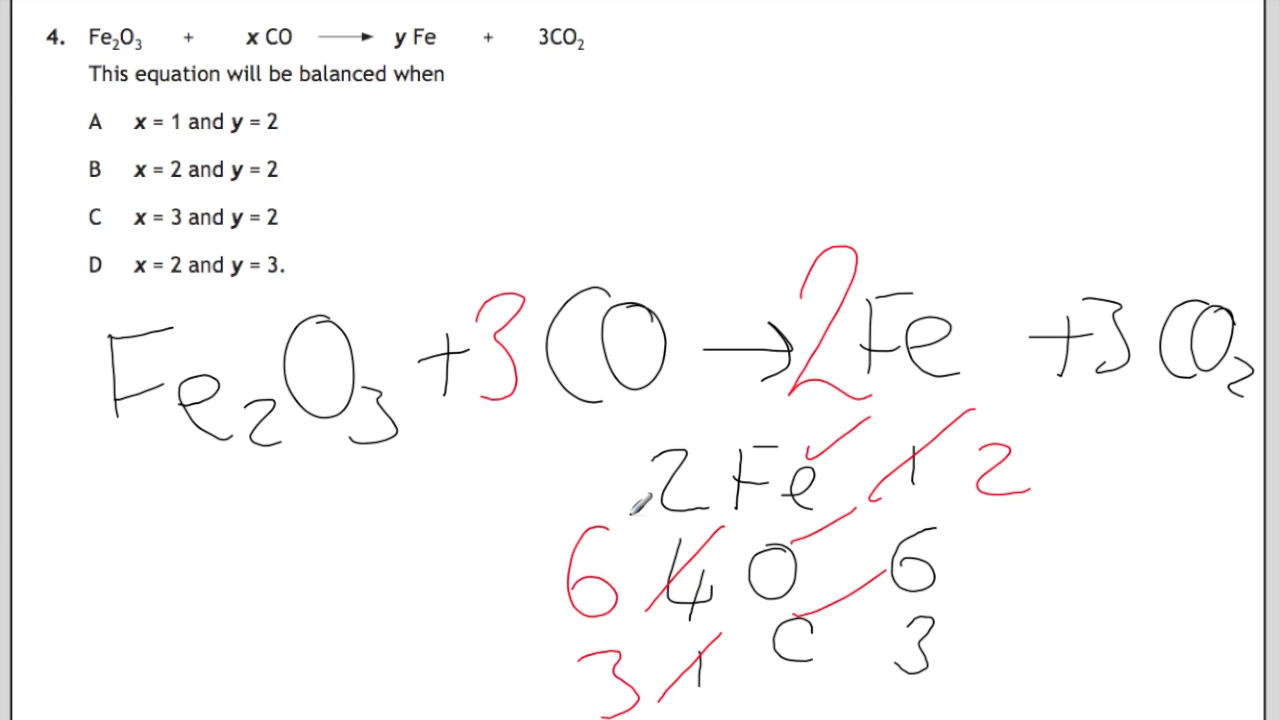 4. Fe₂O₃ + x CO ⟶ y Fe + 3CO₂
This equation will be balanced when
A x = 1 and y = 2
B x = 2 and y = 2
C x = 3 and y = 2
D x = 2 and y = 3.
Fe₂O₃ + 3CO → 2Fe + 3CO₂
2 Fe ✓ 1 2
6 4 O 6
3 1 C 3